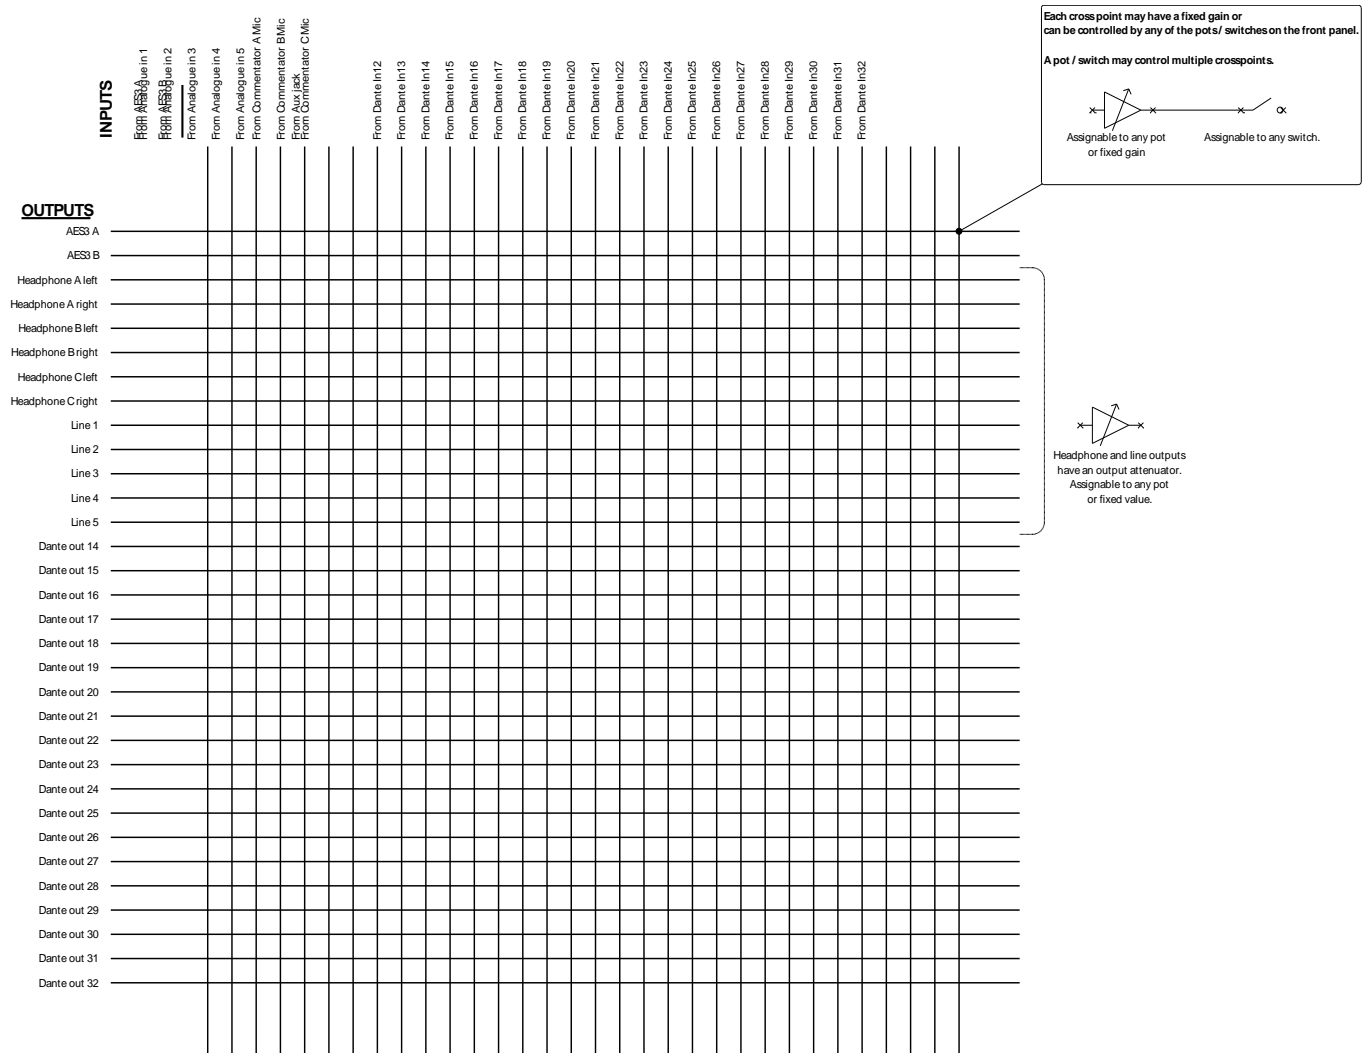 Each crosspoint may have a fixed gain or
can be controlled by any of the pots / switches on the front panel.
A pot / switch may control multiple crosspoints.
Assignable to any pot
or fixed gain
Assignable to any switch.
INPUTS
From AES3 A
From Analogue in 1
From AES3 B
From Analogue in 2
From Analogue in 3
From Analogue in 4
From Analogue in 5
From Commentator A Mic
From Commentator B Mic
From Aux jack
From Commentator C Mic
From Dante In12
From Dante In13
From Dante In14
From Dante In15
From Dante In16
From Dante In17
From Dante In18
From Dante In19
From Dante In20
From Dante In21
From Dante In22
From Dante In23
From Dante In24
From Dante In25
From Dante In26
From Dante In27
From Dante In28
From Dante In29
From Dante In30
From Dante In31
From Dante In32
OUTPUTS
AES3 A
AES3 B
Headphone A left
Headphone A right
Headphone B left
Headphone B right
Headphone C left
Headphone C right
Line 1
Line 2
Line 3
Line 4
Line 5
Dante out 14
Dante out 15
Dante out 16
Dante out 17
Dante out 18
Dante out 19
Dante out 20
Dante out 21
Dante out 22
Dante out 23
Dante out 24
Dante out 25
Dante out 26
Dante out 27
Dante out 28
Dante out 29
Dante out 30
Dante out 31
Dante out 32
Headphone and line outputs
have an output attenuator.
Assignable to any pot
or fixed value.